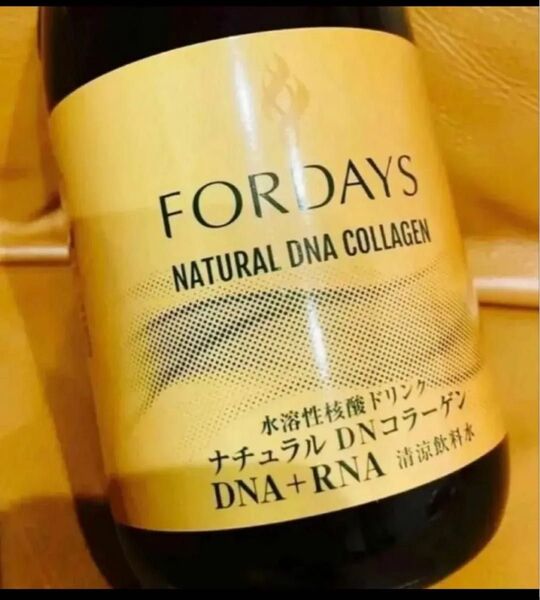 FORDAYS
NATURAL DNA COLLAGEN
水溶性核酸ドリンク
ナチュラル DNコラーゲン
DNA+RNA 清涼飲料水